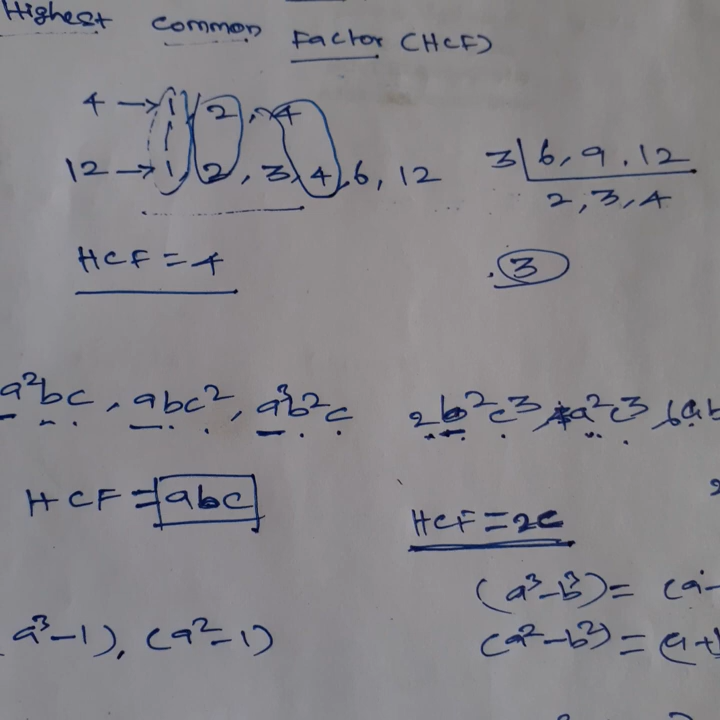 Highest Common Factor (HCF)
4 → 1, 2, 4
12 → 1, 2, 3, 4, 6, 12
3 | 6, 9, 12
2, 3, 4
HCF = 4
3
a²bc, abc², a³b²c
2b²c³, 4a²c³, 6ab
HCF = abc
HCF = 2c
(a³-b³) = (a-
(a³-1), (a²-1)
(a²-b²) = (a+b